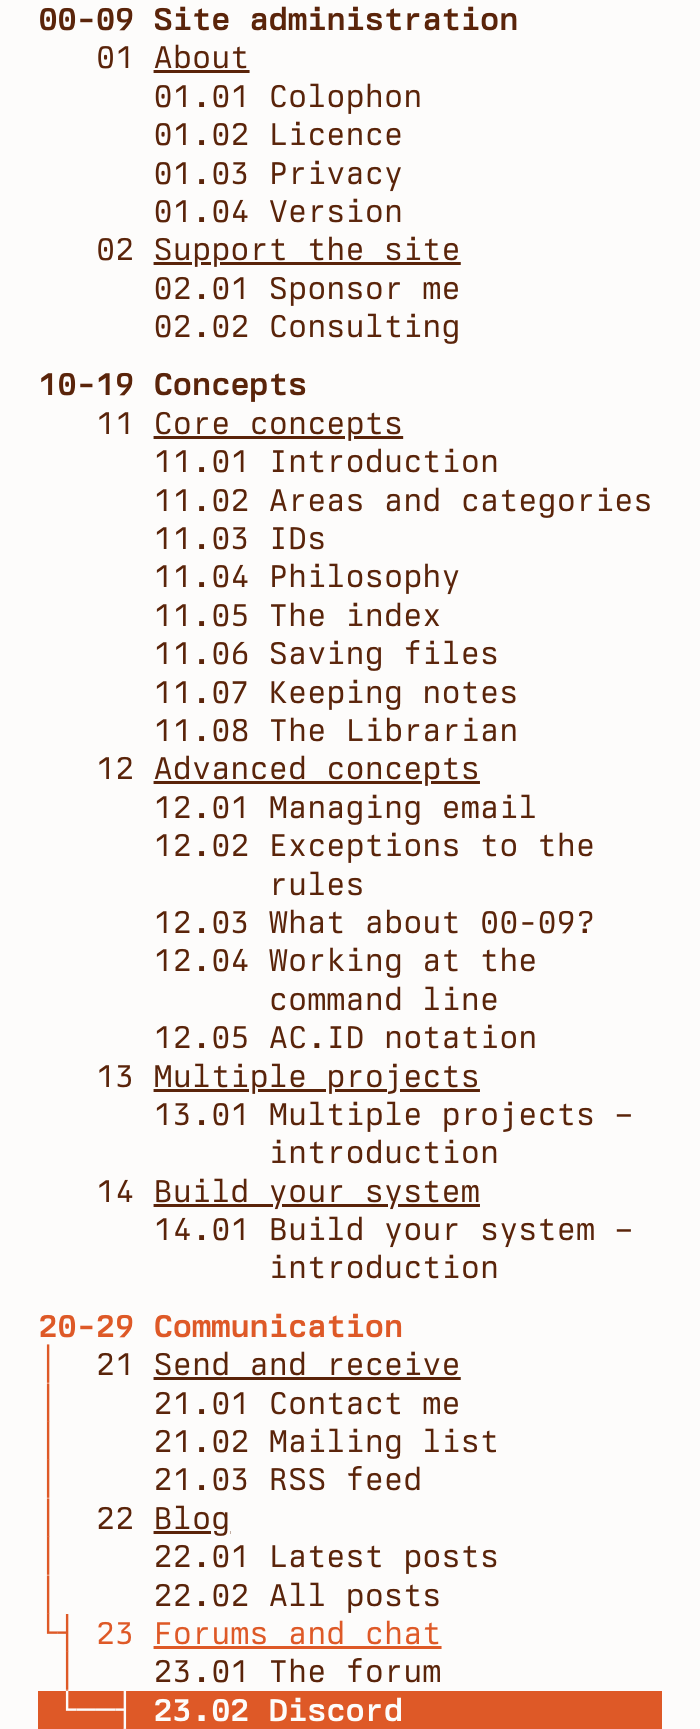 00-09 Site administration
01 About
01.01 Colophon
01.02 Licence
01.03 Privacy
01.04 Version
02 Support the site
02.01 Sponsor me
02.02 Consulting
10-19 Concepts
11 Core concepts
11.01 Introduction
11.02 Areas and categories
11.03 IDs
11.04 Philosophy
11.05 The index
11.06 Saving files
11.07 Keeping notes
11.08 The Librarian
12 Advanced concepts
12.01 Managing email
12.02 Exceptions to the
rules
12.03 What about 00-09?
12.04 Working at the
command line
12.05 AC.ID notation
13 Multiple projects
13.01 Multiple projects –
introduction
14 Build your system
14.01 Build your system –
introduction
20-29 Communication
21 Send and receive
21.01 Contact me
21.02 Mailing list
21.03 RSS feed
22 Blog
22.01 Latest posts
22.02 All posts
23 Forums and chat
23.01 The forum
23.02 Discord